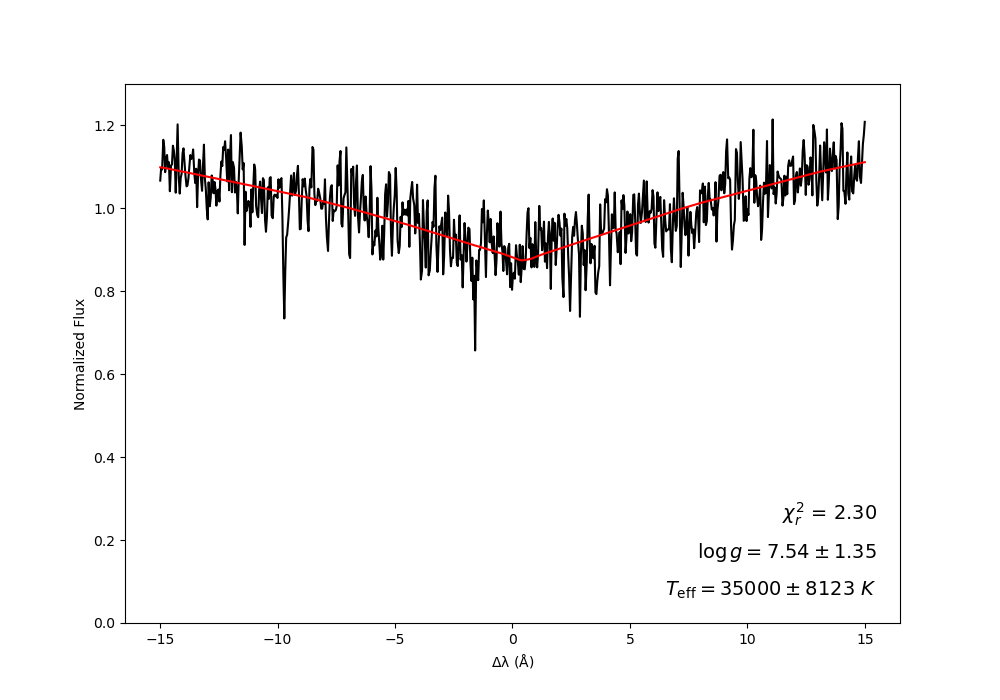 1.2
1.0
0.8
0.6
0.4
0.2
0.0
Normalized Flux
χ²ᵣ = 2.30
log g = 7.54 ± 1.35
T_eff = 35000 ± 8123 K
−15 −10 −5 0 5 10 15
Δλ (Å)